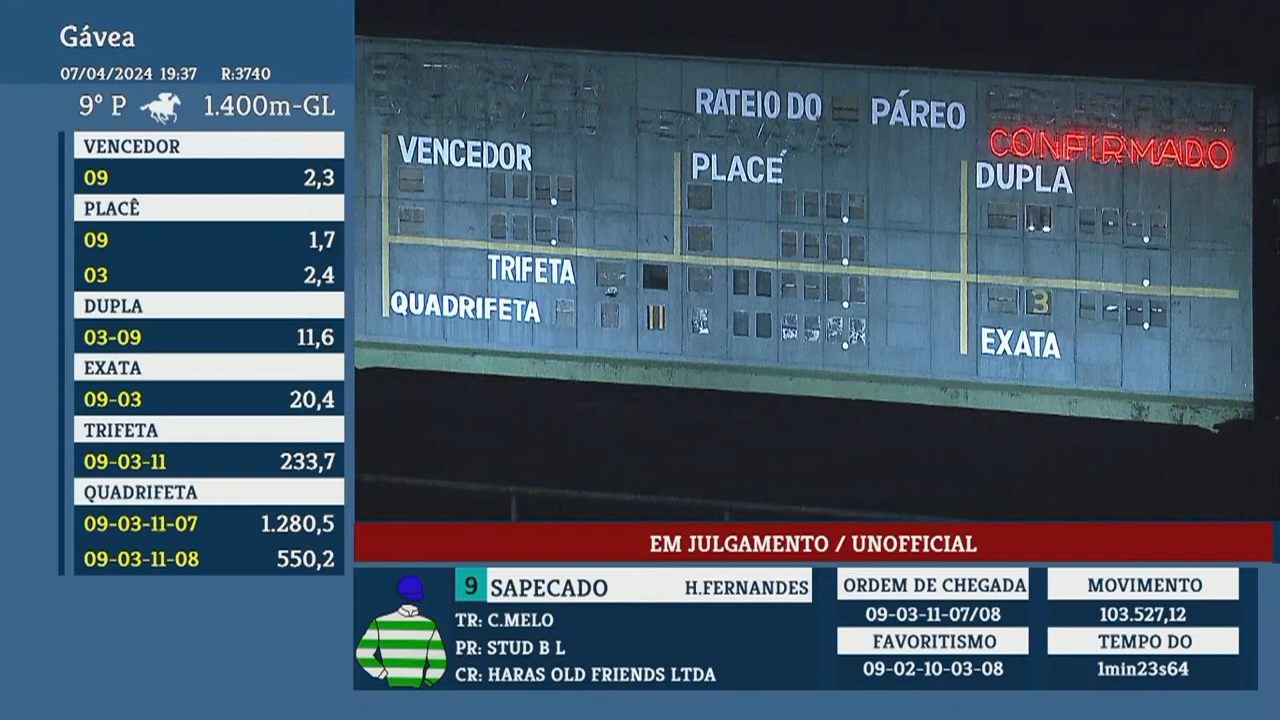 Gávea
07/04/2024 19:37 R:3740
9° P 1.400m-GL
VENCEDOR
09 2,3
PLACÊ
09 1,7
03 2,4
DUPLA
03-09 11,6
EXATA
09-03 20,4
TRIFETA
09-03-11 233,7
QUADRIFETA
09-03-11-07 1.280,5
09-03-11-08 550,2
RATEIO DO PÁREO
CONFIRMADO
VENCEDOR
PLACÉ
DUPLA
TRIFETA
3
QUADRIFETA
EXATA
EM JULGAMENTO / UNOFFICIAL
9 SAPECADO H.FERNANDES
TR: C.MELO
PR: STUD B L
CR: HARAS OLD FRIENDS LTDA
ORDEM DE CHEGADA
09-03-11-07/08
FAVORITISMO
09-02-10-03-08
MOVIMENTO
103.527,12
TEMPO DO
1min23s64